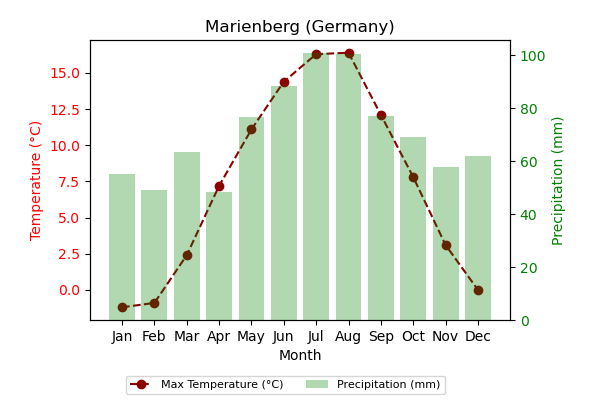 Marienberg (Germany)
Temperature (°C)
15.0
12.5
10.0
7.5
5.0
2.5
0.0
100
80
60
40
20
0
Precipitation (mm)
Jan Feb Mar Apr May Jun Jul Aug Sep Oct Nov Dec
Month
Max Temperature (°C) Precipitation (mm)